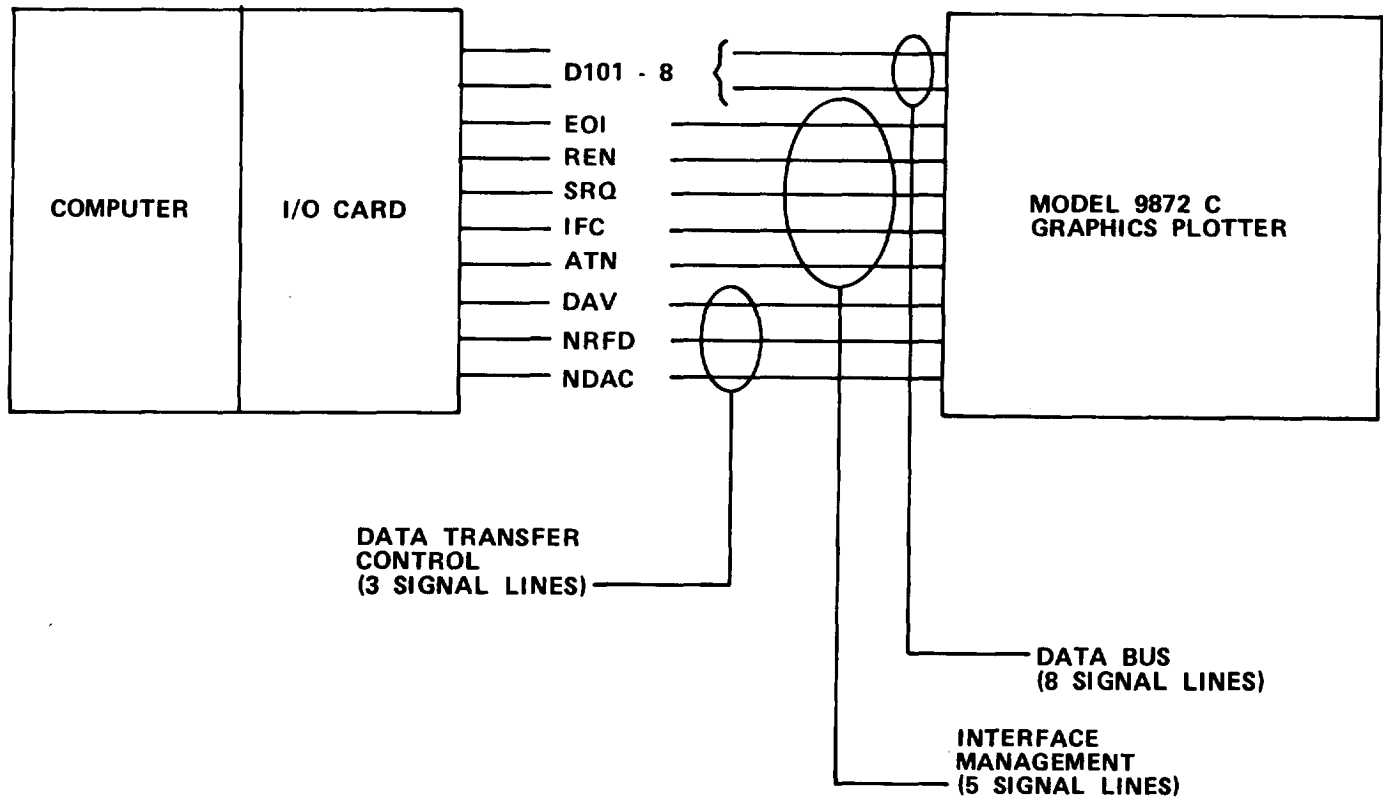 D101 - 8
EOI
REN
SRQ
IFC
ATN
DAV
NRFD
NDAC
COMPUTER
I/O CARD
MODEL 9872 C
GRAPHICS PLOTTER
DATA TRANSFER
CONTROL
(3 SIGNAL LINES)
DATA BUS
(8 SIGNAL LINES)
INTERFACE
MANAGEMENT
(5 SIGNAL LINES)